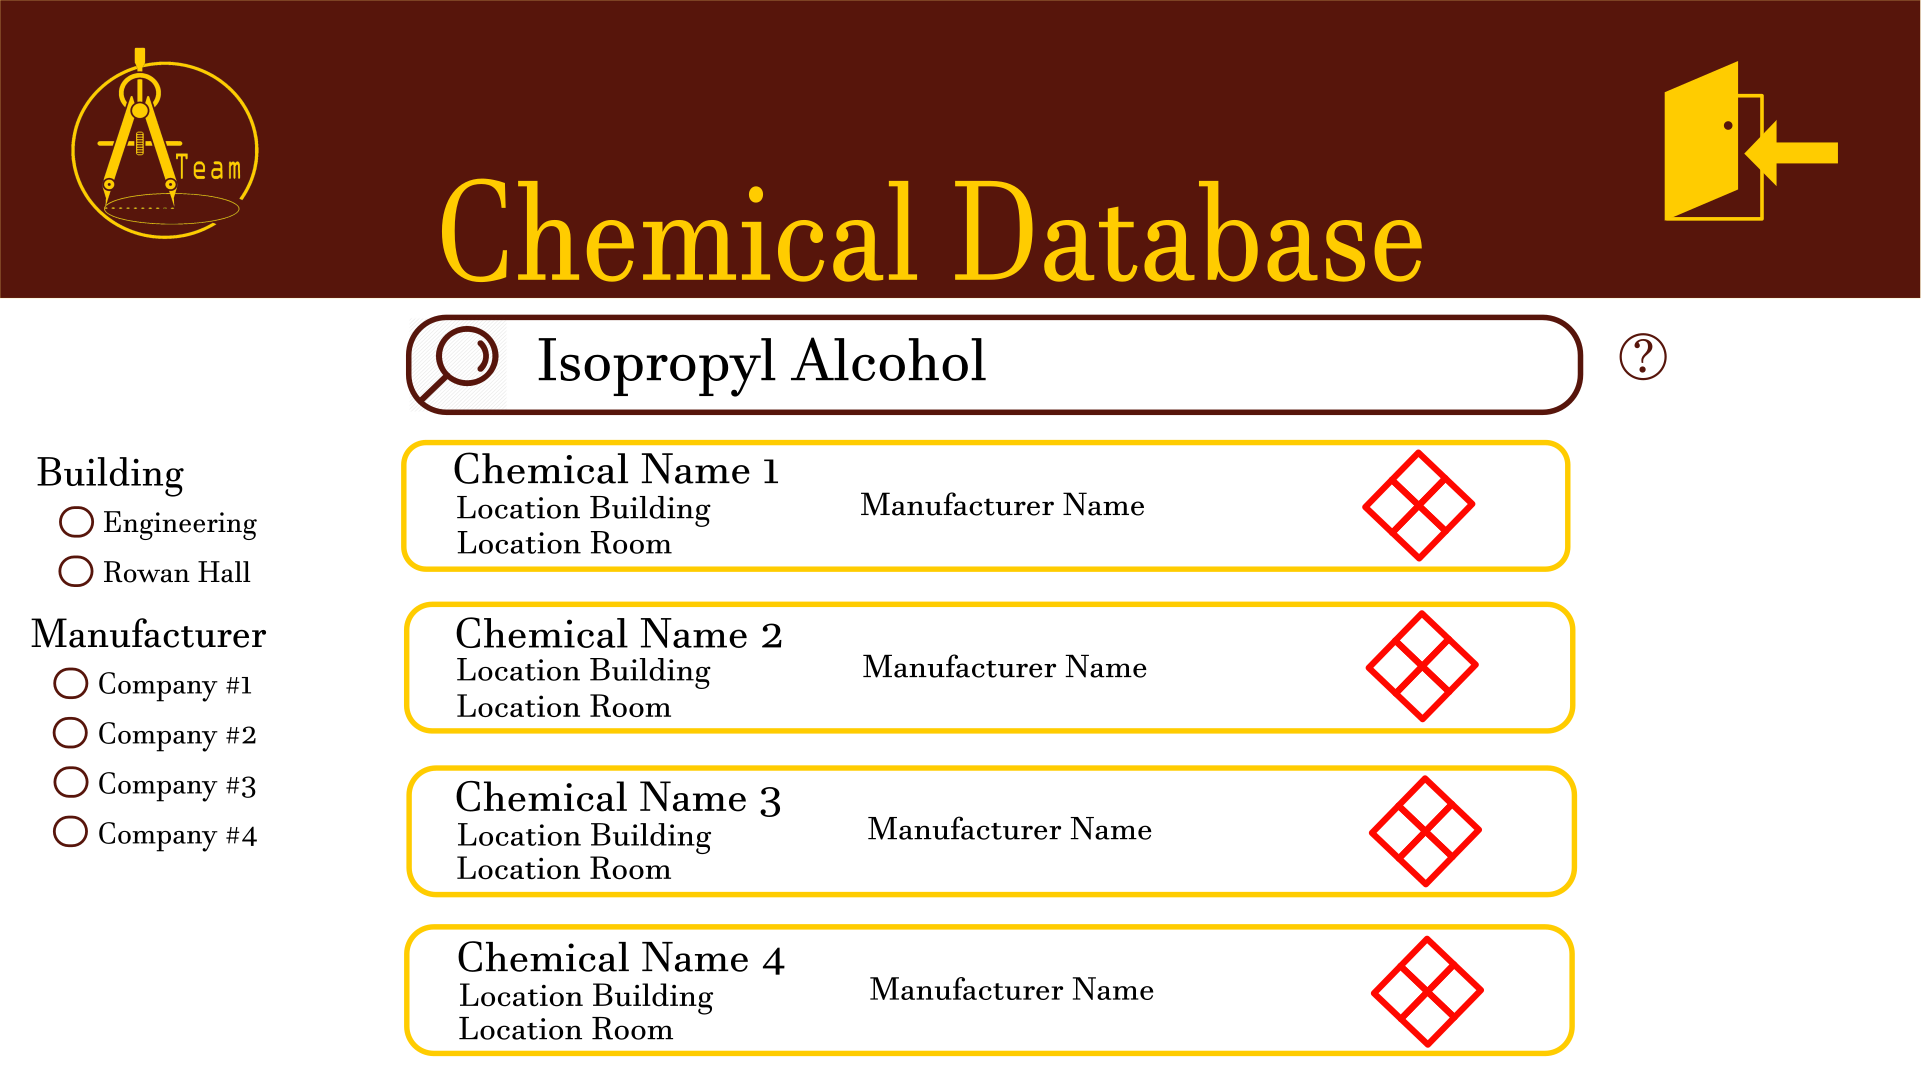 Team
Chemical Database
Isopropyl Alcohol
?
Building
Engineering
Rowan Hall
Manufacturer
Company #1
Company #2
Company #3
Company #4
Chemical Name 1
Location Building
Location Room
Manufacturer Name
Chemical Name 2
Location Building
Location Room
Manufacturer Name
Chemical Name 3
Location Building
Location Room
Manufacturer Name
Chemical Name 4
Location Building
Location Room
Manufacturer Name